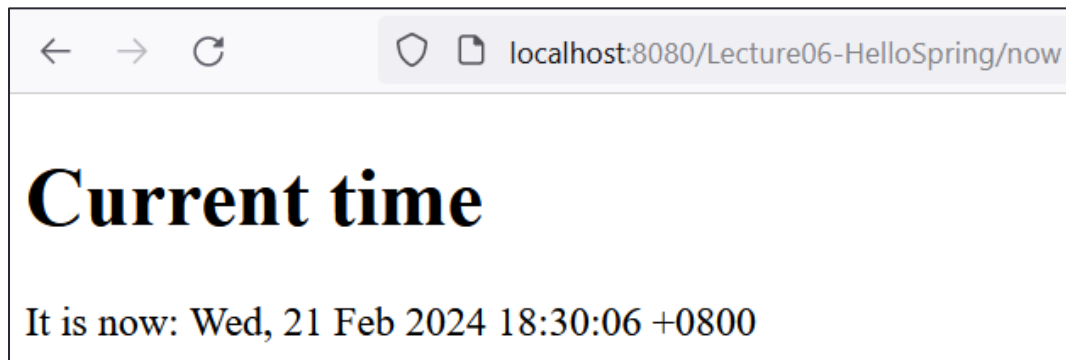 localhost:8080/Lecture06-HelloSpring/now
Current time
It is now: Wed, 21 Feb 2024 18:30:06 +0800